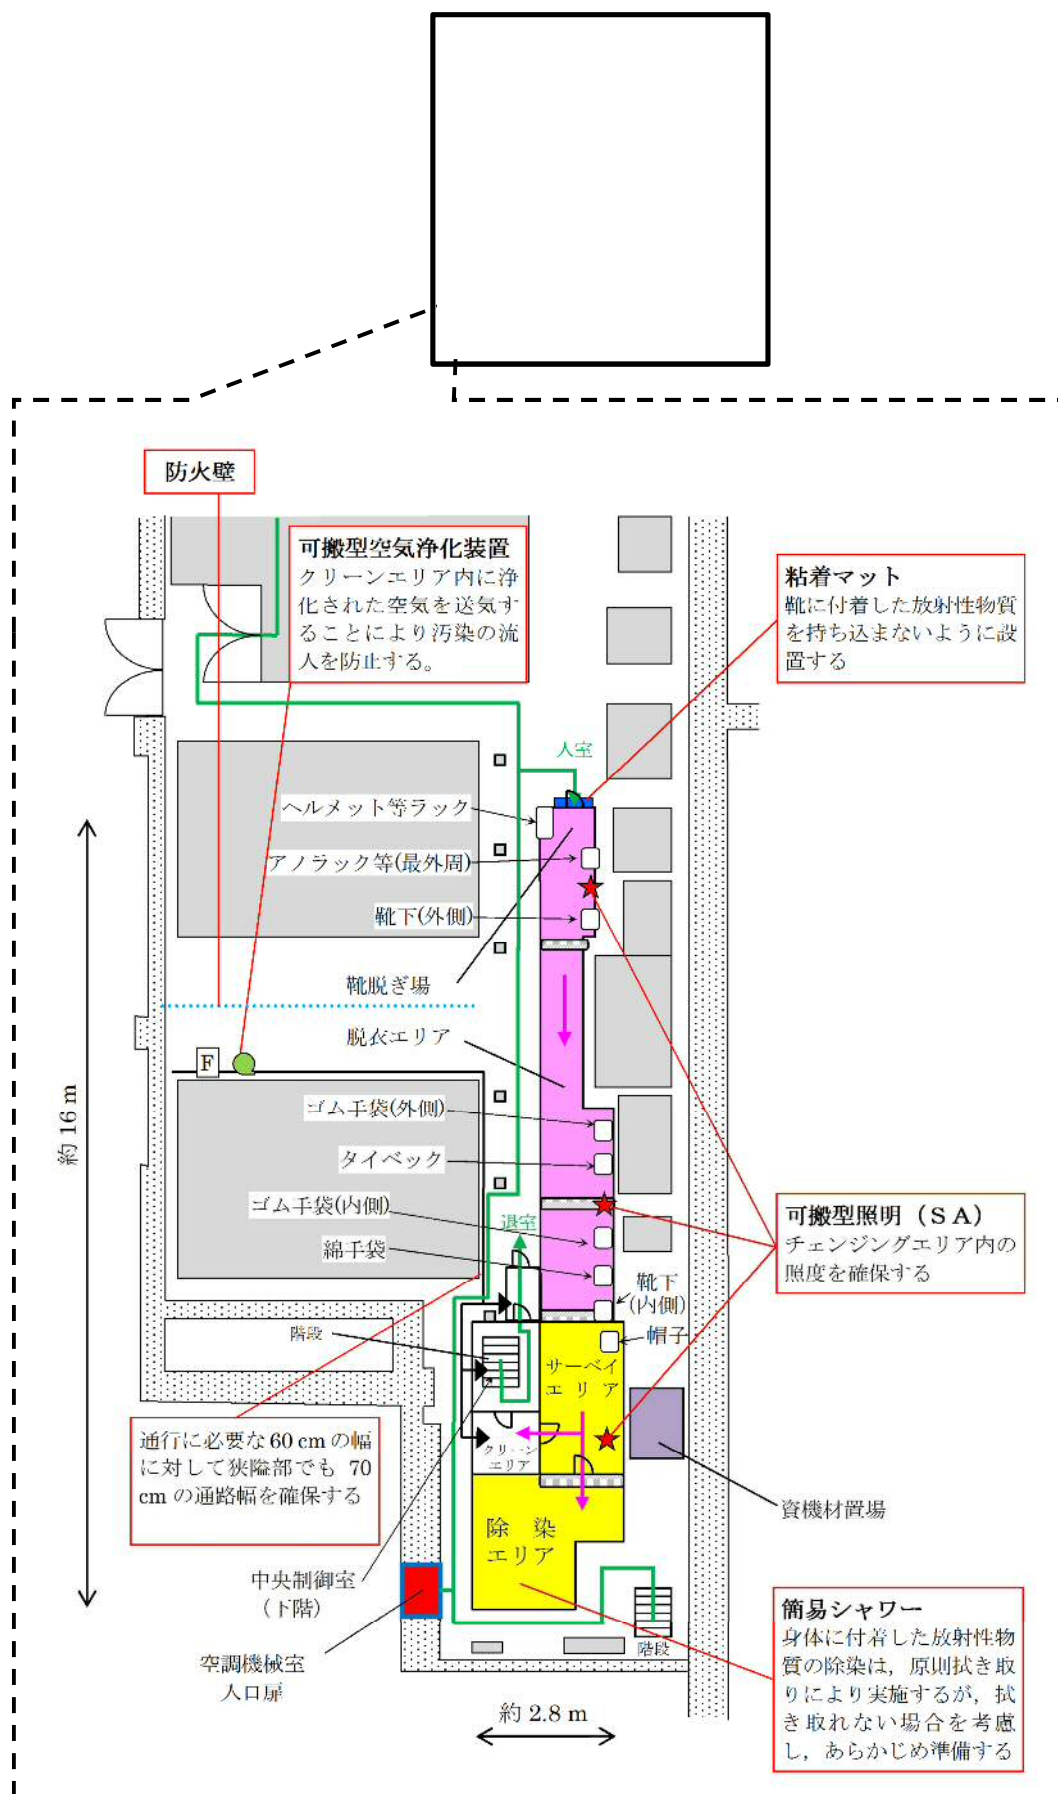 防火壁
可搬型空気浄化装置
クリーンエリア内に浄
化された空気を送気す
ることにより汚染の流
入を防止する。
粘着マット
靴に付着した放射性物質
を持ち込まないように設
置する
入室
ヘルメット等ラック
アノラック等(最外周)
靴下(外側)
靴脱ぎ場
脱衣エリア
F
ゴム手袋(外側)
タイベック
ゴム手袋(内側)
退室
綿手袋
約16 m
可搬型照明（ＳＡ）
チェンジングエリア内の
照度を確保する
靴下
(内側)
帽子
階段
サーベイ
エリア
クリーン
エリア
通行に必要な60 cmの幅
に対して狭隘部でも 70
cmの通路幅を確保する
資機材置場
除 染
エリア
中央制御室
（下階）
簡易シャワー
身体に付着した放射性物
質の除染は，原則拭き取
りにより実施するが，拭
き取れない場合を考慮
し，あらかじめ準備する
階段
空調機械室
入口扉
約 2.8 m